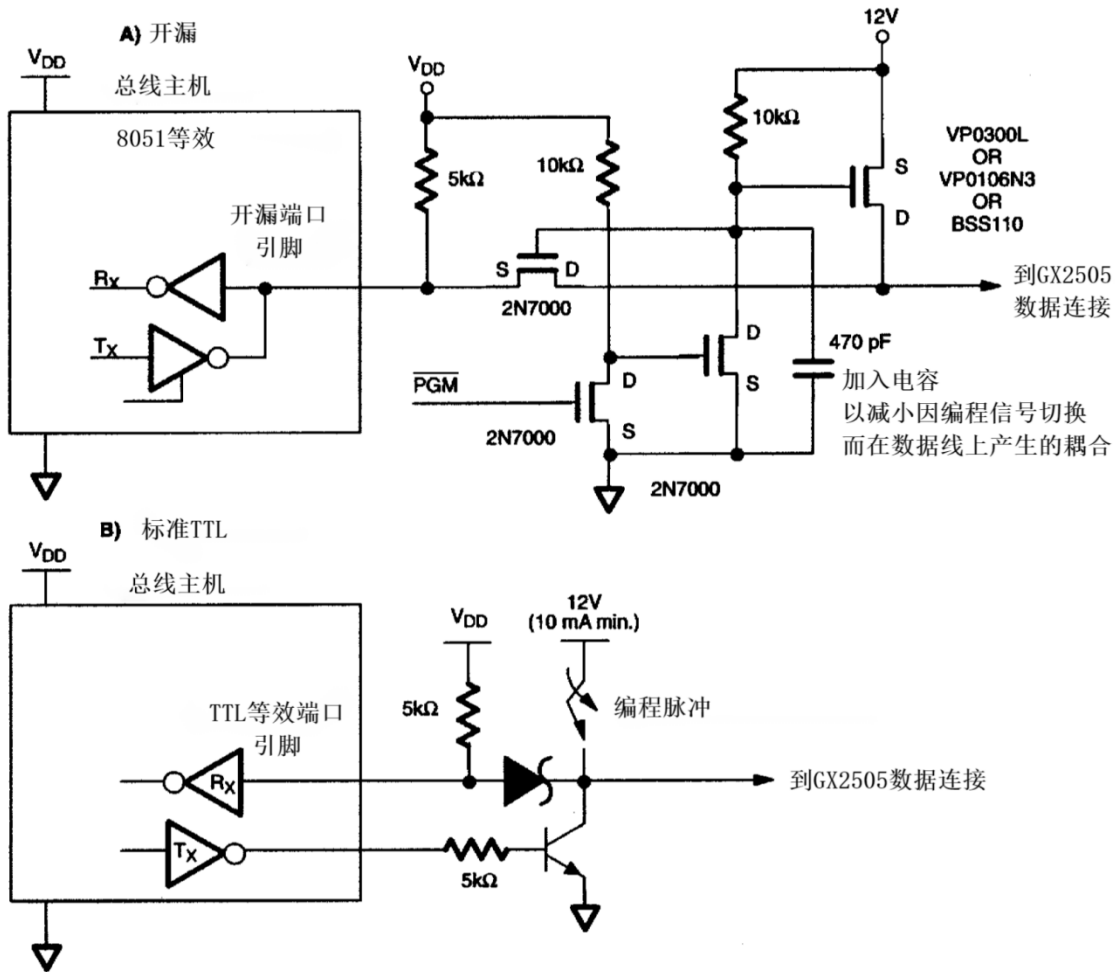 A) 开漏
12V
VDD
总线主机
VDD
8051等效
5kΩ
10kΩ
10kΩ
VP0300L
OR
VP0106N3
OR
BSS110
S
D
开漏端口
引脚
RX
TX
S
D
2N7000
到GX2505
数据连接
D
S
470 pF
加入电容
以减小因编程信号切换
而在数据线上产生的耦合
PGM
D
S
2N7000
2N7000
B) 标准TTL
VDD
总线主机
VDD
12V
(10 mA min.)
5kΩ
编程脉冲
TTL等效端口
引脚
RX
到GX2505数据连接
TX
5kΩ